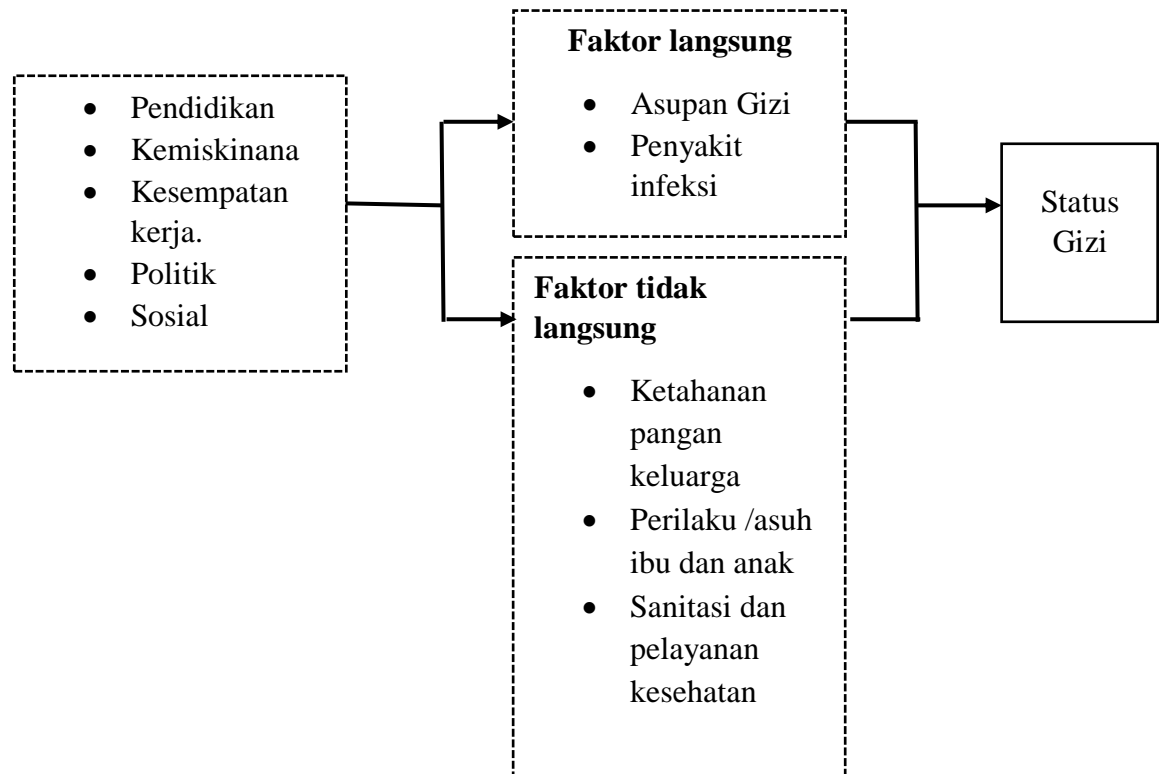 • Pendidikan
• Kemiskinana
• Kesempatan
kerja.
• Politik
• Sosial
Faktor langsung
• Asupan Gizi
• Penyakit
infeksi
Faktor tidak
langsung
• Ketahanan
pangan
keluarga
• Perilaku /asuh
ibu dan anak
• Sanitasi dan
pelayanan
kesehatan
Status
Gizi